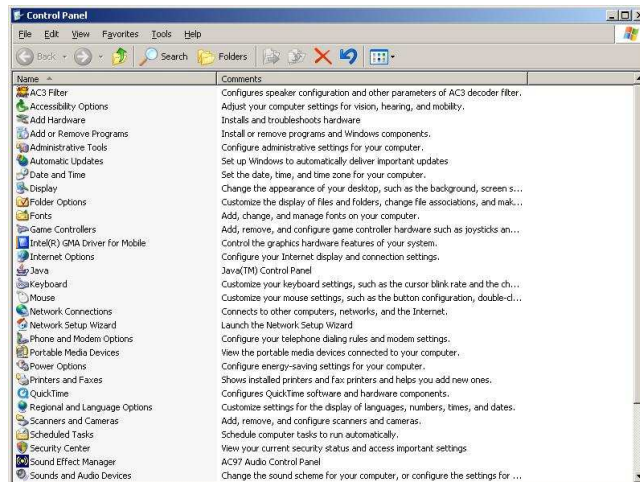 Control Panel
File Edit View Favorites Tools Help
Back Search Folders
Name Comments
AC3 Filter Configures speaker configuration and other parameters of AC3 decoder filter.
Accessibility Options Adjust your computer settings for vision, hearing, and mobility.
Add Hardware Installs and troubleshoots hardware
Add or Remove Programs Install or remove programs and Windows components.
Administrative Tools Configure administrative settings for your computer.
Automatic Updates Set up Windows to automatically deliver important updates
Date and Time Set the date, time, and time zone for your computer.
Display Change the appearance of your desktop, such as the background, screen s...
Folder Options Customize the display of files and folders, change file associations, and mak...
Fonts Add, change, and manage fonts on your computer.
Game Controllers Add, remove, and configure game controller hardware such as joysticks an...
Intel(R) GMA Driver for Mobile Control the graphics hardware features of your system.
Internet Options Configure your Internet display and connection settings.
Java Java(TM) Control Panel
Keyboard Customize your keyboard settings, such as the cursor blink rate and the ch...
Mouse Customize your mouse settings, such as the button configuration, double-cl...
Network Connections Connects to other computers, networks, and the Internet.
Network Setup Wizard Launch the Network Setup Wizard
Phone and Modem Options Configure your telephone dialing rules and modem settings.
Portable Media Devices View the portable media devices connected to your computer.
Power Options Configure energy-saving settings for your computer.
Printers and Faxes Shows installed printers and fax printers and helps you add new ones.
QuickTime Configures QuickTime software and hardware components.
Regional and Language Options Customize settings for the display of languages, numbers, times, and dates.
Scanners and Cameras Add, remove, and configure scanners and cameras.
Scheduled Tasks Schedule computer tasks to run automatically.
Security Center View your current security status and access important settings
Sound Effect Manager AC97 Audio Control Panel
Sounds and Audio Devices Change the sound scheme for your computer, or configure the settings for ...